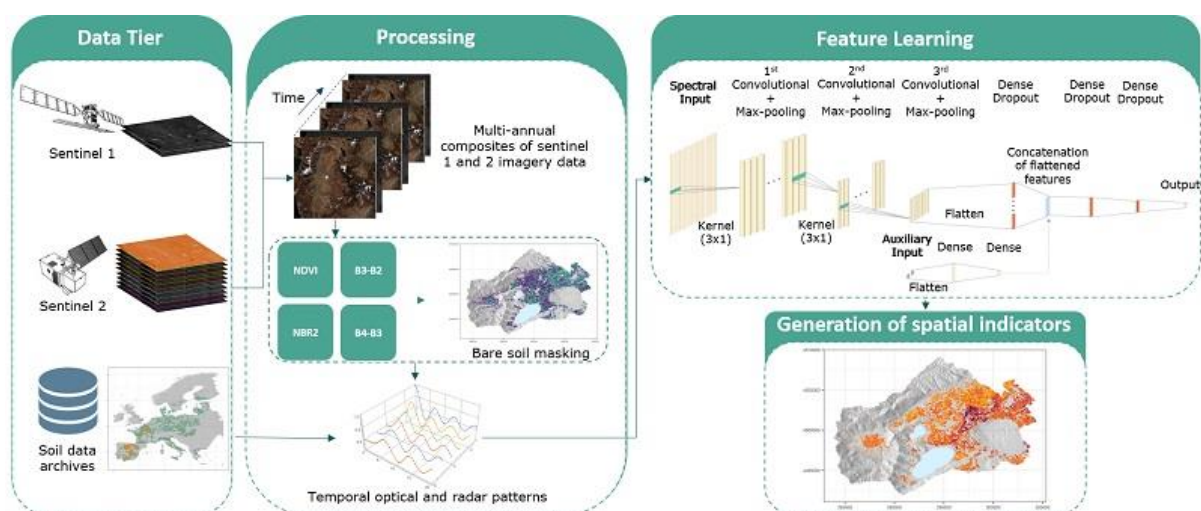 Data Tier
Sentinel 1
Sentinel 2
Soil data
archives
Processing
Time
Multi-annual
composites of sentinel
1 and 2 imagery data
NDVI
B3-B2
NBR2
B4-B3
Bare soil masking
Temporal optical and radar patterns
Feature Learning
Spectral
Input
1st
Convolutional
+
Max-pooling
2nd
Convolutional
+
Max-pooling
3rd
Convolutional
+
Max-pooling
Dense
Dropout
Dense
Dropout
Dense
Dropout
Concatenation
of flattened
features
Output
Kernel
(3x1)
Kernel
(3x1)
Flatten
Auxiliary
Input
Dense
Dense
Flatten
Generation of spatial indicators